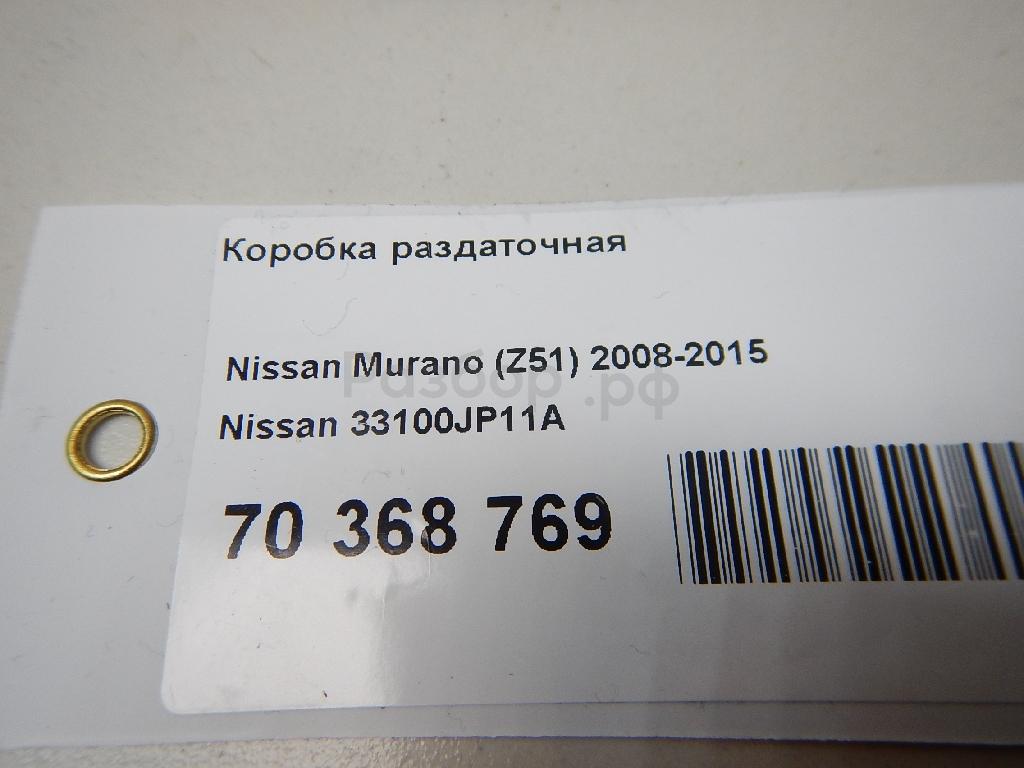 Коробка раздаточная
Nissan Murano (Z51) 2008-2015
Разбор.рф
Nissan 33100JP11A
70 368 769